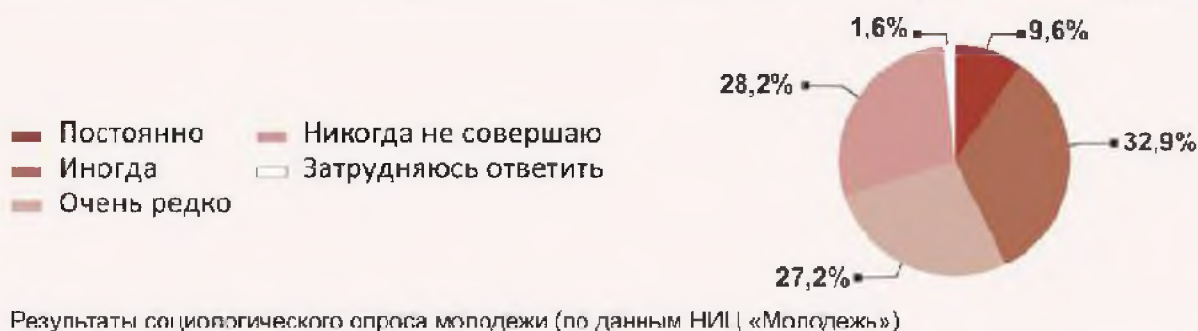 1,6%
9,6%
28,2%
Постоянно
Никогда не совершаю
32,9%
Иногда
Затрудняюсь ответить
Очень редко
27,2%
Результаты социологического опроса молодежи (по данным НИЦ «Молодежь»)